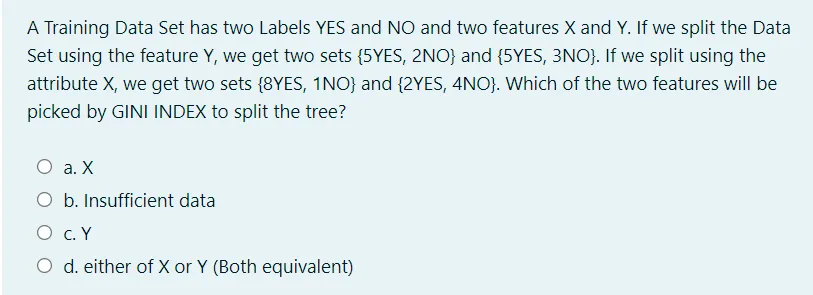 A Training Data Set has two Labels YES and NO and two features X and Y. If we split the Data
Set using the feature Y, we get two sets {5YES, 2NO} and {5YES, 3NO}. If we split using the
attribute X, we get two sets {8YES, 1NO} and {2YES, 4NO}. Which of the two features will be
picked by GINI INDEX to split the tree?
a. X
b. Insufficient data
c. Y
d. either of X or Y (Both equivalent)